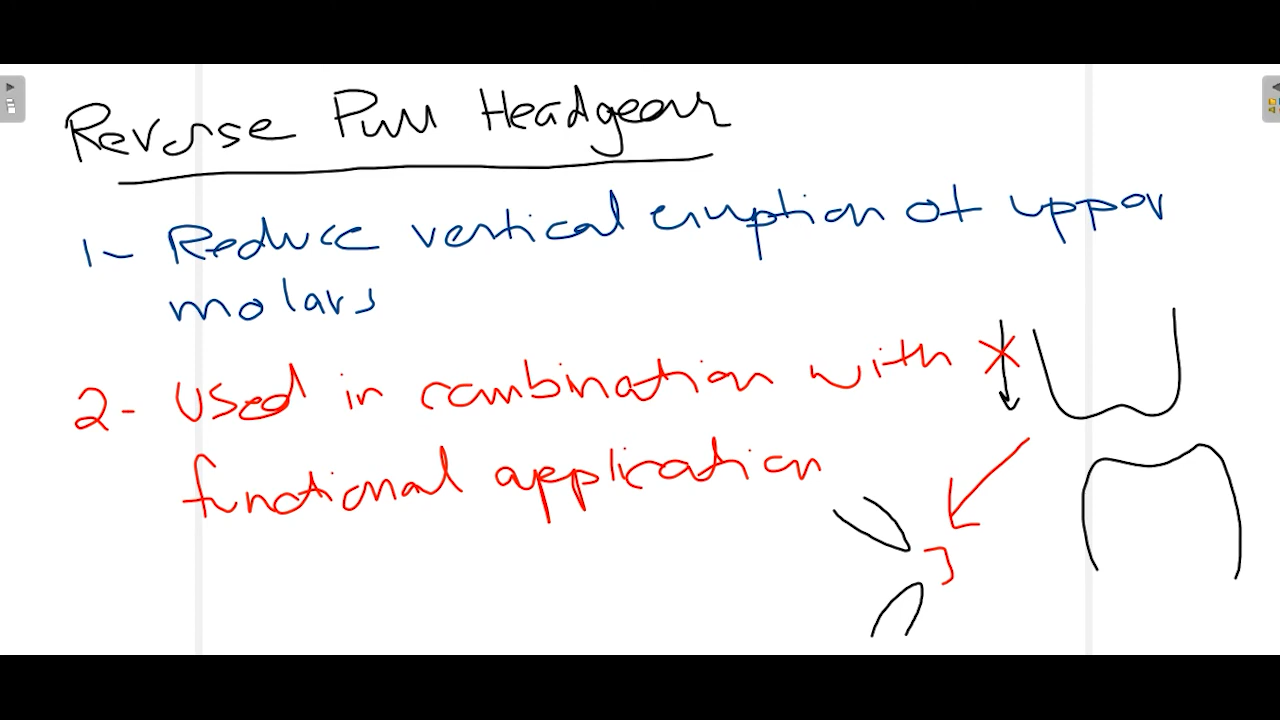 Reverse Pull Headgear
1- Reduce vertical eruption of upper
molars
2- Used in combination with
functional application